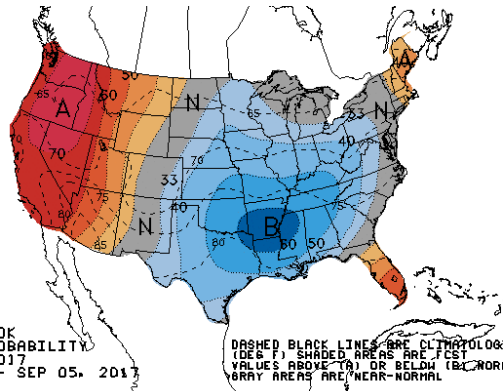 50
A
N
A
65
60
33
N
40
70
70
33
75
40
75
80
N
80
B
85
60 50
OK
OBABILITY
017
- SEP 05, 2017
DASHED BLACK LINES ARE CLIMATOLOG
(DEG F) SHADED AREAS ARE FCST
VALUES ABOVE (A) OR BELOW (B) NOR
GRAY AREAS ARE NEAR-NORMAL